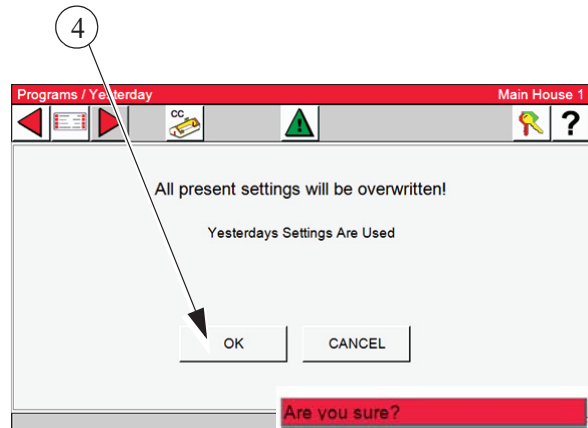 4
Programs / Yesterday Main House 1
CC
?
All present settings will be overwritten!
Yesterdays Settings Are Used
OK CANCEL
Are you sure?